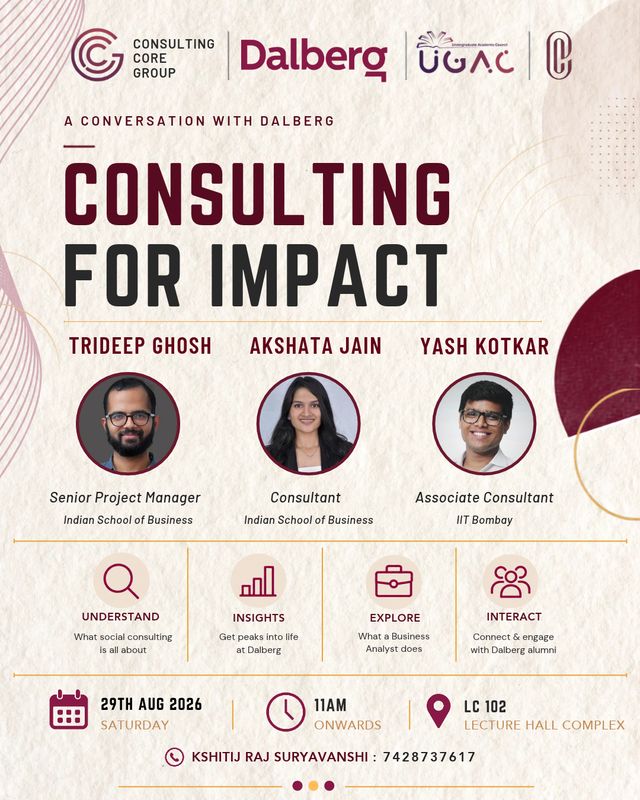 CONSULTING
CORE
GROUP
Dalberg
Undergraduate Academic Council
UGAC
A CONVERSATION WITH DALBERG
CONSULTING
FOR IMPACT
TRIDEEP GHOSH
AKSHATA JAIN
YASH KOTKAR
Senior Project Manager
Indian School of Business
Consultant
Indian School of Business
Associate Consultant
IIT Bombay
UNDERSTAND
What social consulting
is all about
INSIGHTS
Get peaks into life
at Dalberg
EXPLORE
What a Business
Analyst does
INTERACT
Connect & engage
with Dalberg alumni
29TH AUG 2026
SATURDAY
11AM
ONWARDS
LC 102
LECTURE HALL COMPLEX
KSHITIJ RAJ SURYAVANSHI : 7428737617